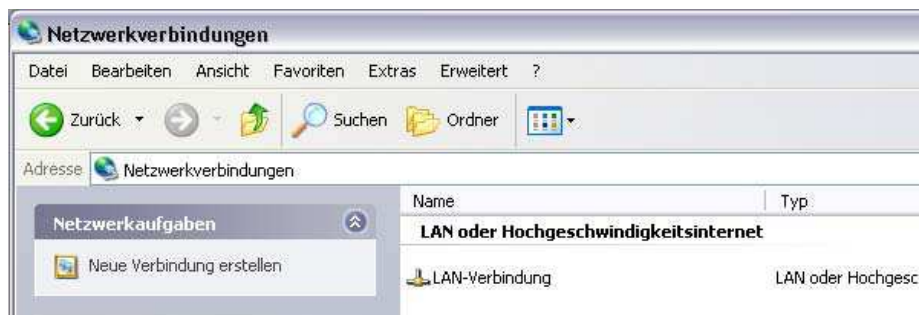 Netzwerkverbindungen
Datei Bearbeiten Ansicht Favoriten Extras Erweitert ?
Zurück Suchen Ordner
Adresse Netzwerkverbindungen
Name Typ
Netzwerkaufgaben
LAN oder Hochgeschwindigkeitsinternet
Neue Verbindung erstellen
LAN-Verbindung LAN oder Hochgesc